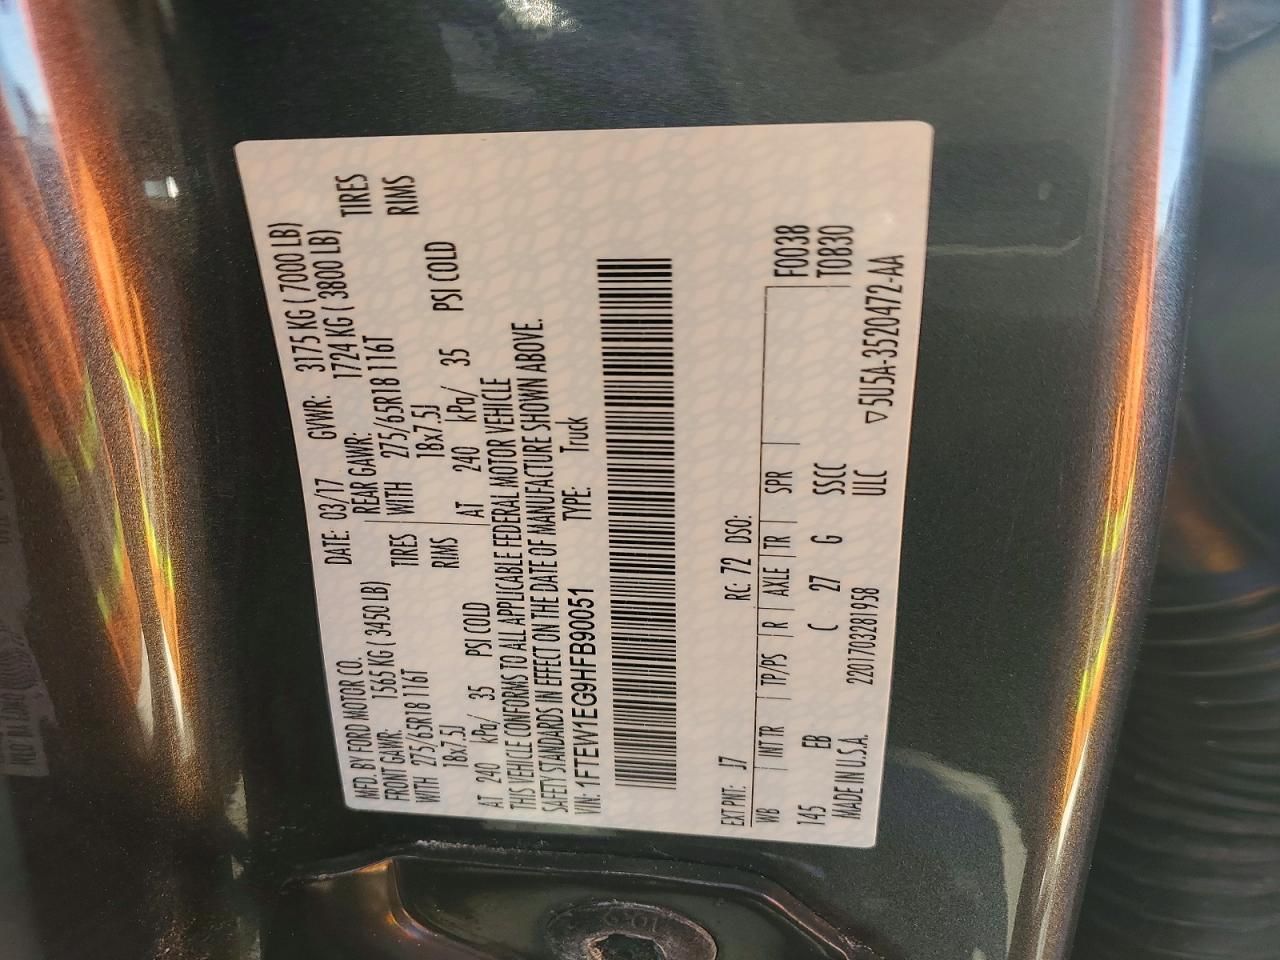 MFD. BY FORD MOTOR CO.
DATE: 03/17 GVWR: 3175 KG ( 7000 LB)
FRONT GAWR: 1565 KG ( 3450 LB)
REAR GAWR: 1724 KG ( 3800 LB)
WITH 275/65R18 116T TIRES
WITH 275/65R18 116T TIRES
18x7.5J RIMS
18x7.5J RIMS
AT 240 kPa/ 35 PSI COLD
AT 240 kPa/ 35 PSI COLD
THIS VEHICLE CONFORMS TO ALL APPLICABLE FEDERAL MOTOR VEHICLE
SAFETY STANDARDS IN EFFECT ON THE DATE OF MANUFACTURE SHOWN ABOVE.
VIN: 1FTEW1EG9HFB90051 TYPE: Truck
EXT PNT: J7 RC: 72 DSO: F0038
WB INT TR TP/PS R AXLE TR SPR T0830
145 EB C 27 G SSCC
MADE IN U.S.A. 2201703281958 ULC ▽5U5A-3520472-AA
10.9